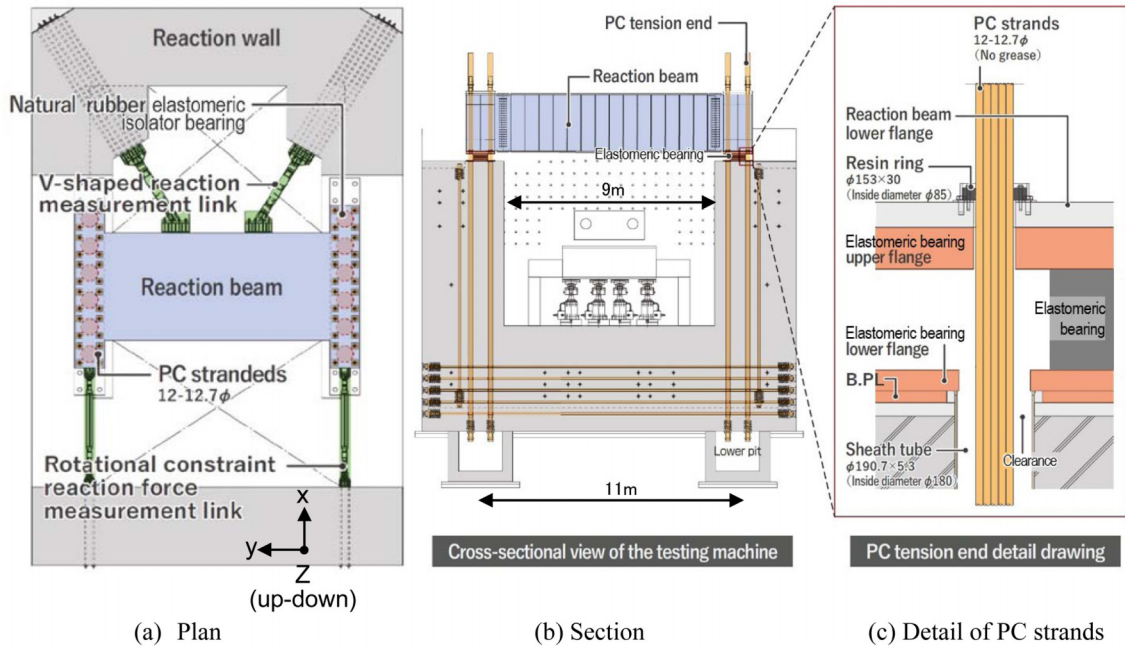 Reaction wall
Natural rubber elastomeric
isolator bearing
V-shaped reaction
measurement link
Reaction beam
PC strandeds
12-12.7ϕ
Rotational constraint
reaction force
measurement link
x
y
Z
(up-down)
(a) Plan
PC tension end
Reaction beam
Elastomeric bearing
9m
Lower pit
11m
Cross-sectional view of the testing machine
(b) Section
PC strands
12-12.7ϕ
(No grease)
Reaction beam
lower flange
Resin ring
ϕ153×30
(Inside diameter ϕ85)
Elastomeric bearing
upper flange
Elastomeric
bearing
Elastomeric bearing
lower flange
B.PL
Sheath tube
ϕ190.7×5.3
(Inside diameter ϕ180)
Clearance
PC tension end detail drawing
(c) Detail of PC strands